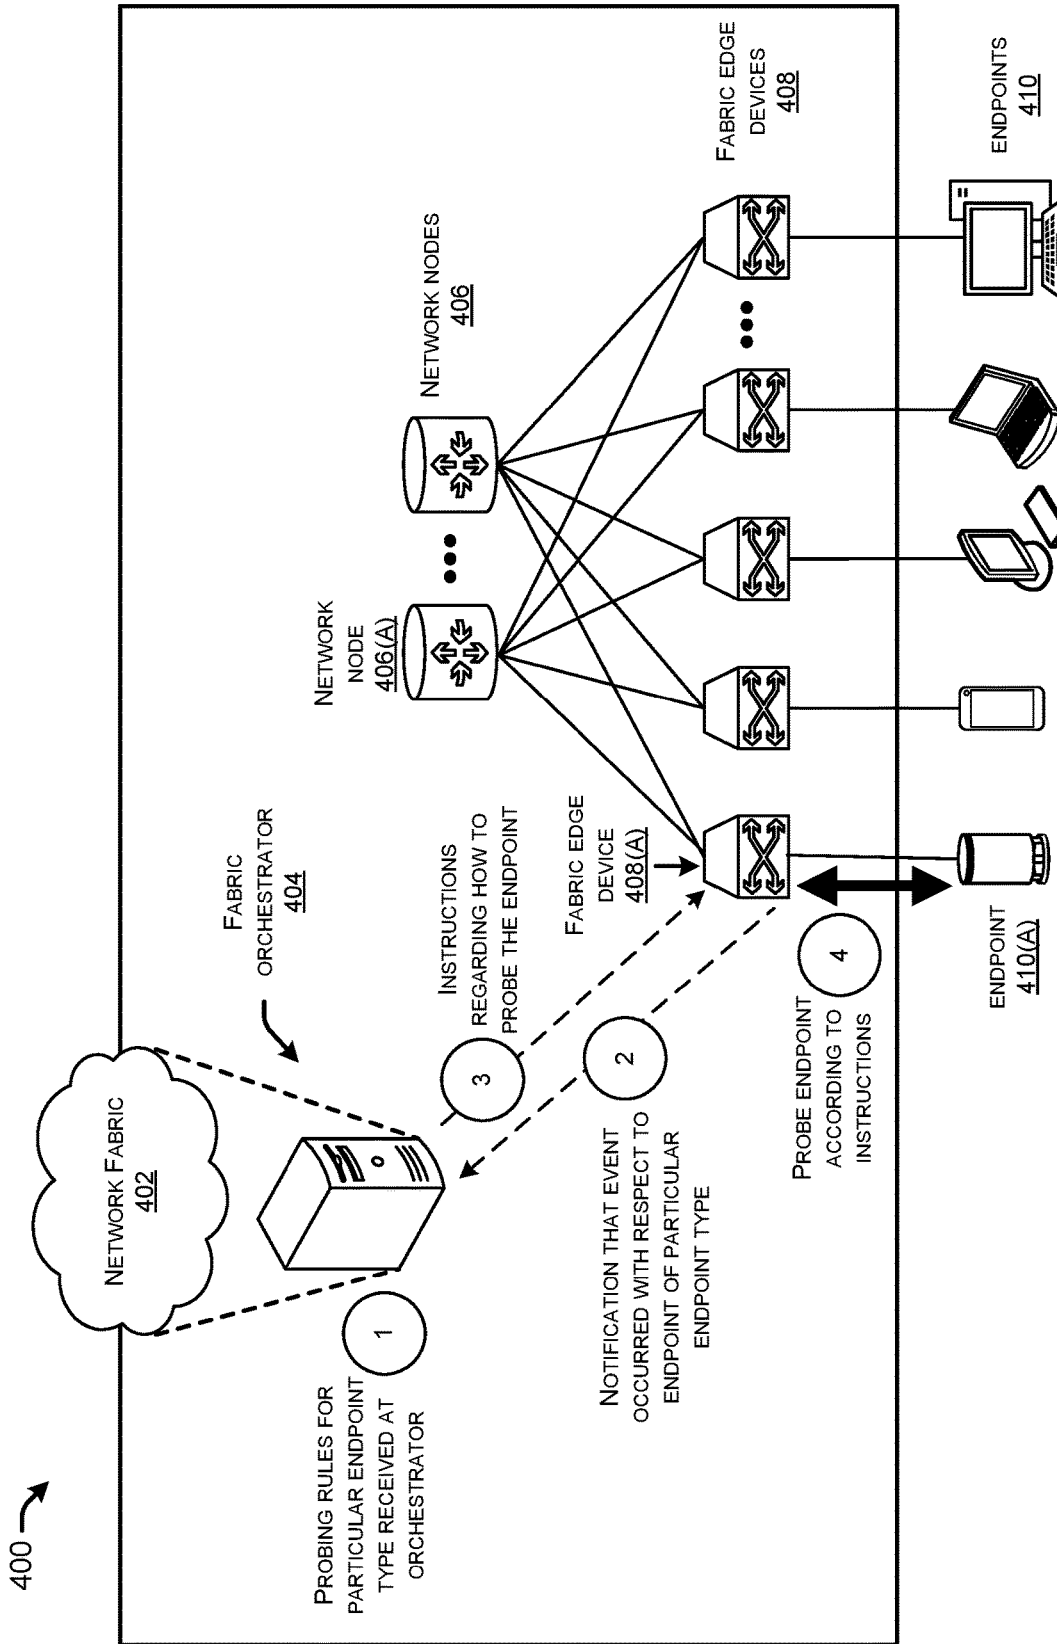 400
NETWORK FABRIC
402
FABRIC
ORCHESTRATOR
404
1
PROBING RULES FOR
PARTICULAR ENDPOINT
TYPE RECEIVED AT
ORCHESTRATOR
3
INSTRUCTIONS
REGARDING HOW TO
PROBE THE ENDPOINT
2
NOTIFICATION THAT EVENT
OCCURRED WITH RESPECT TO
ENDPOINT OF PARTICULAR
ENDPOINT TYPE
NETWORK
NODE
406(A)
NETWORK NODES
406
FABRIC EDGE
DEVICE
408(A)
FABRIC EDGE
DEVICES
408
4
PROBE ENDPOINT
ACCORDING TO
INSTRUCTIONS
ENDPOINT
410(A)
ENDPOINTS
410